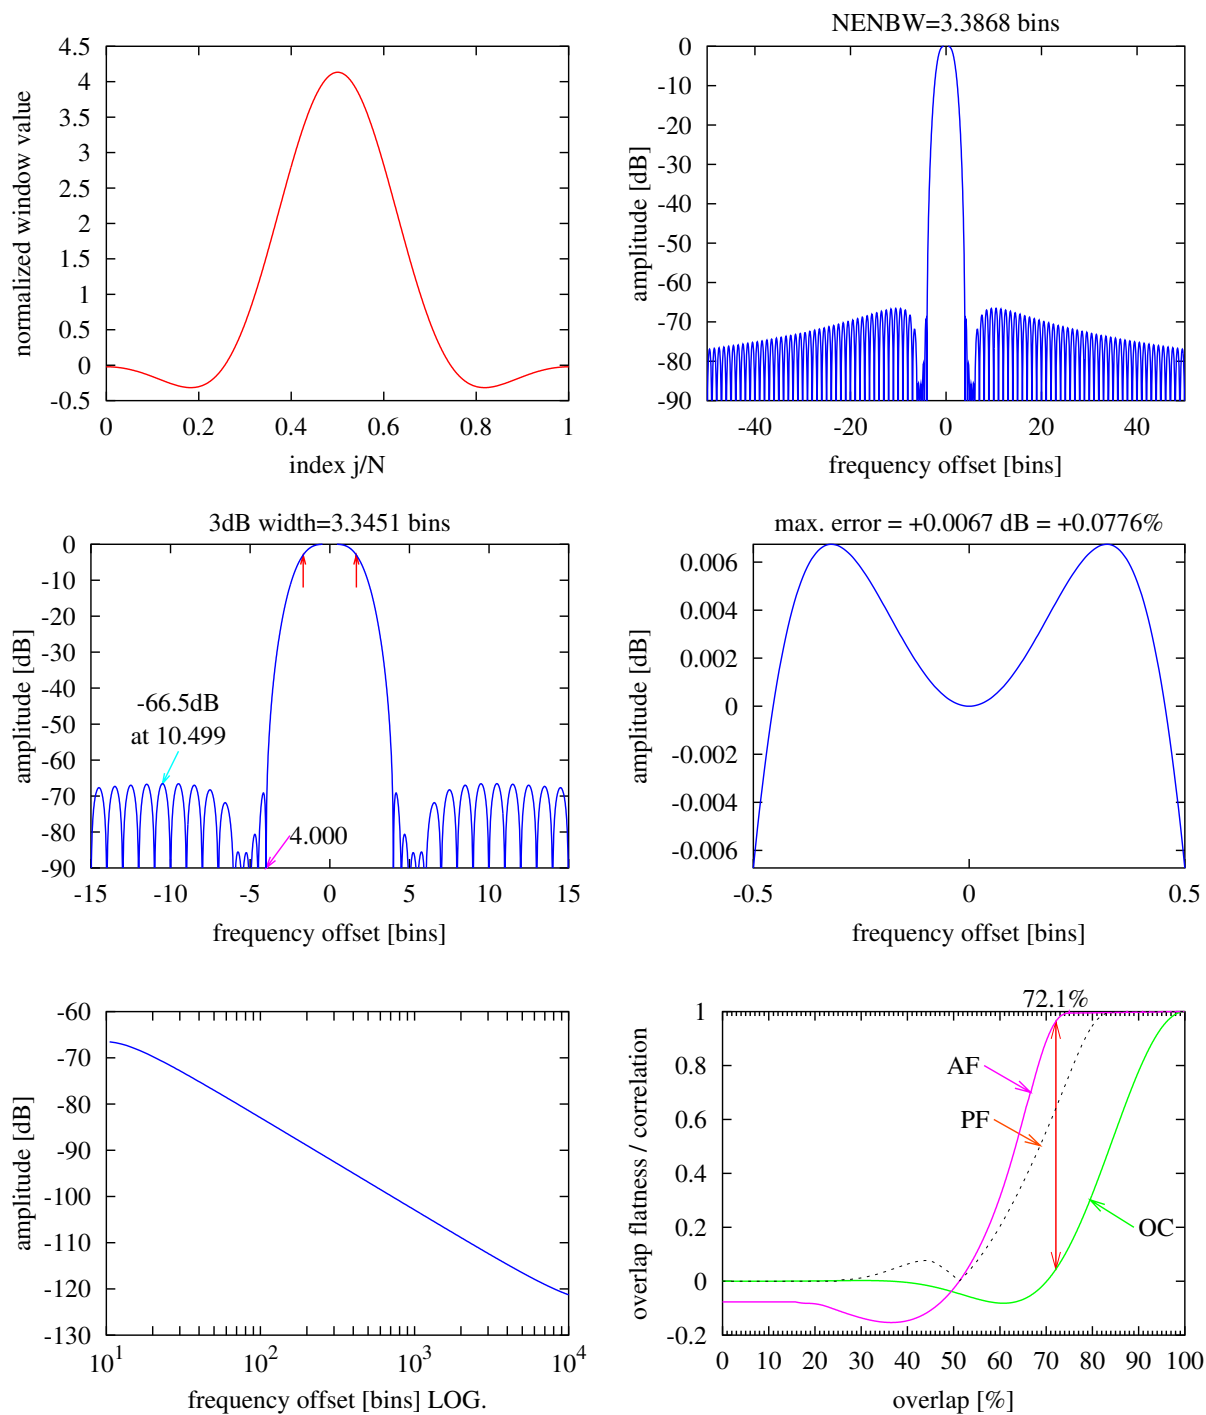 4.5
4
3.5
3
2.5
2
1.5
1
0.5
0
-0.5
normalized window value
0 0.2 0.4 0.6 0.8 1
index j/N
NENBW=3.3868 bins
0
-10
-20
-30
-40
-50
-60
-70
-80
-90
amplitude [dB]
-40 -20 0 20 40
frequency offset [bins]
3dB width=3.3451 bins
0
-10
-20
-30
-40
-50
-60
-70
-80
-90
amplitude [dB]
-66.5dB
at 10.499
4.000
-15 -10 -5 0 5 10 15
frequency offset [bins]
max. error = +0.0067 dB = +0.0776%
0.006
0.004
0.002
0
-0.002
-0.004
-0.006
amplitude [dB]
-0.5 0 0.5
frequency offset [bins]
-60
-70
-80
-90
-100
-110
-120
-130
amplitude [dB]
10^1 10^2 10^3 10^4
frequency offset [bins] LOG.
72.1%
1
0.8
0.6
0.4
0.2
0
-0.2
overlap flatness / correlation
AF
PF
OC
0 10 20 30 40 50 60 70 80 90 100
overlap [%]